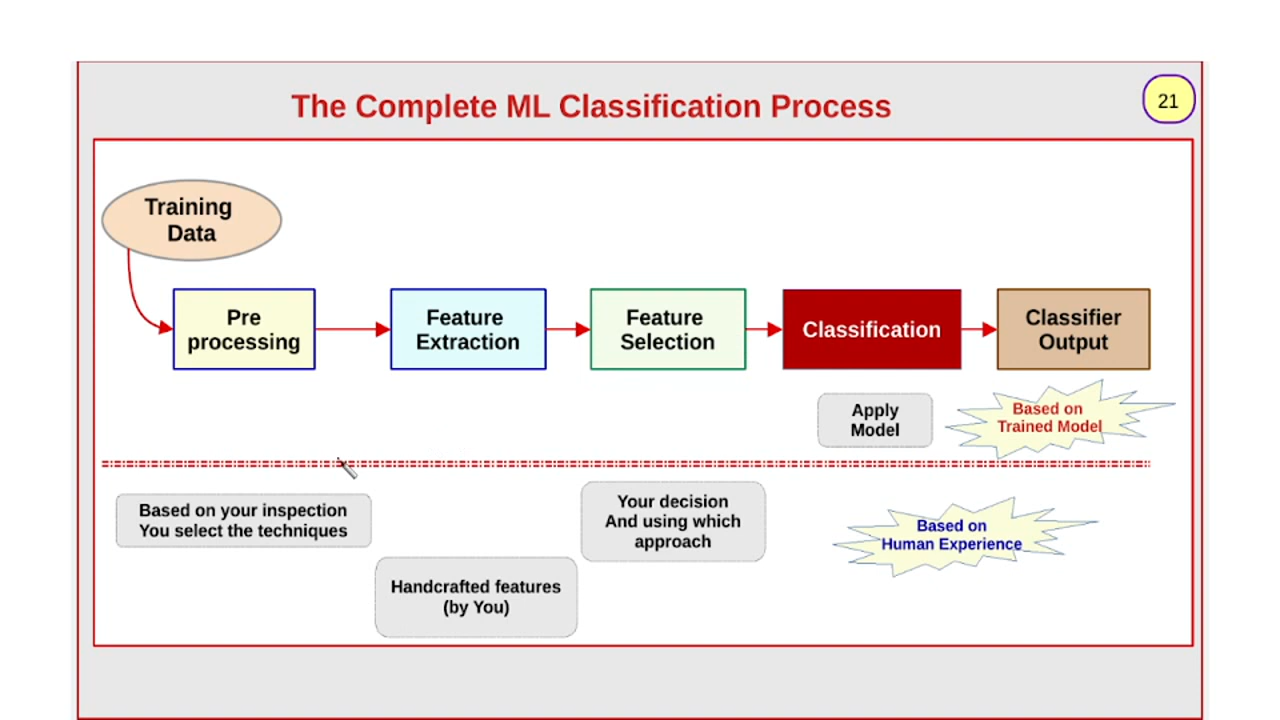 The Complete ML Classification Process
21
Training
Data
Pre
processing
Feature
Extraction
Feature
Selection
Classification
Classifier
Output
Apply
Model
Based on
Trained Model
Based on your inspection
You select the techniques
Handcrafted features
(by You)
Your decision
And using which
approach
Based on
Human Experience